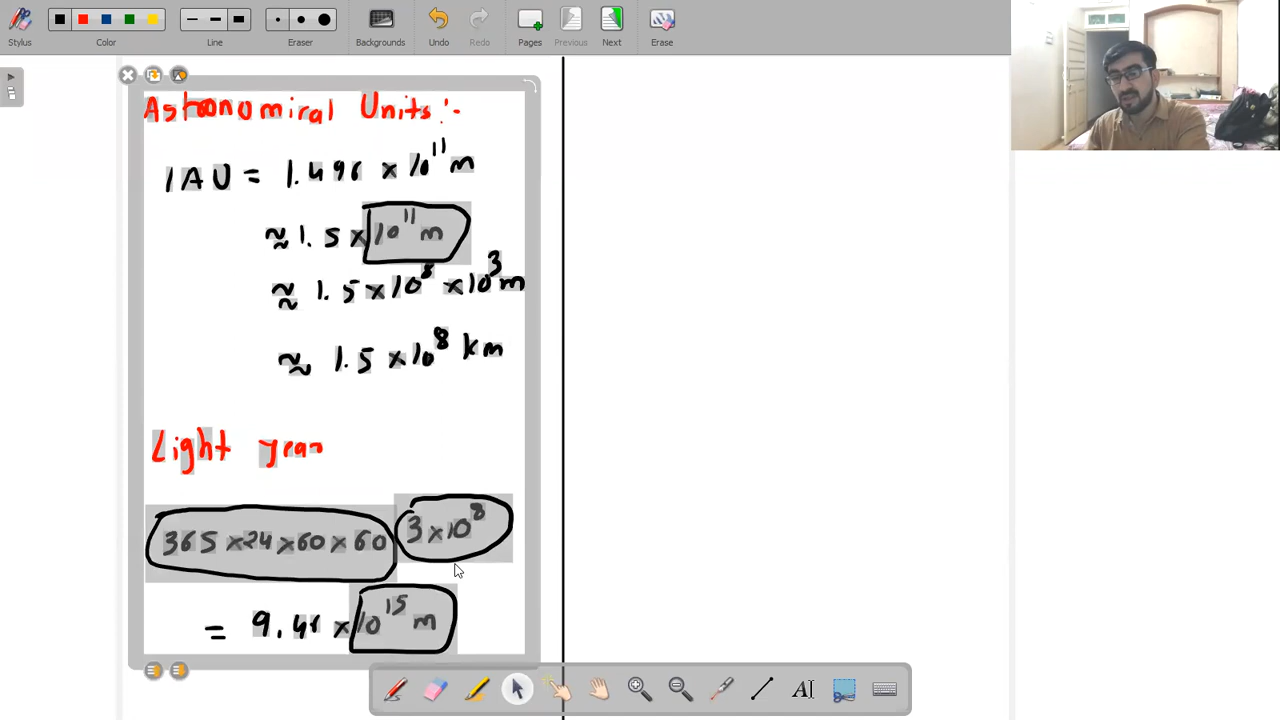 Stylus
Color
Line
Eraser
Backgrounds
Undo
Redo
Pages
Previous
Next
Erase
Astronomiral Units :-
1 A U = 1.496 × 10¹¹ m
≈ 1.5 × 10¹¹ m
≈ 1.5 × 10⁸ × 10³ m
≈ 1.5 × 10⁸ km
Light year
365 × 24 × 60 × 60 3 × 10⁸
= 9.46 × 10¹⁵ m